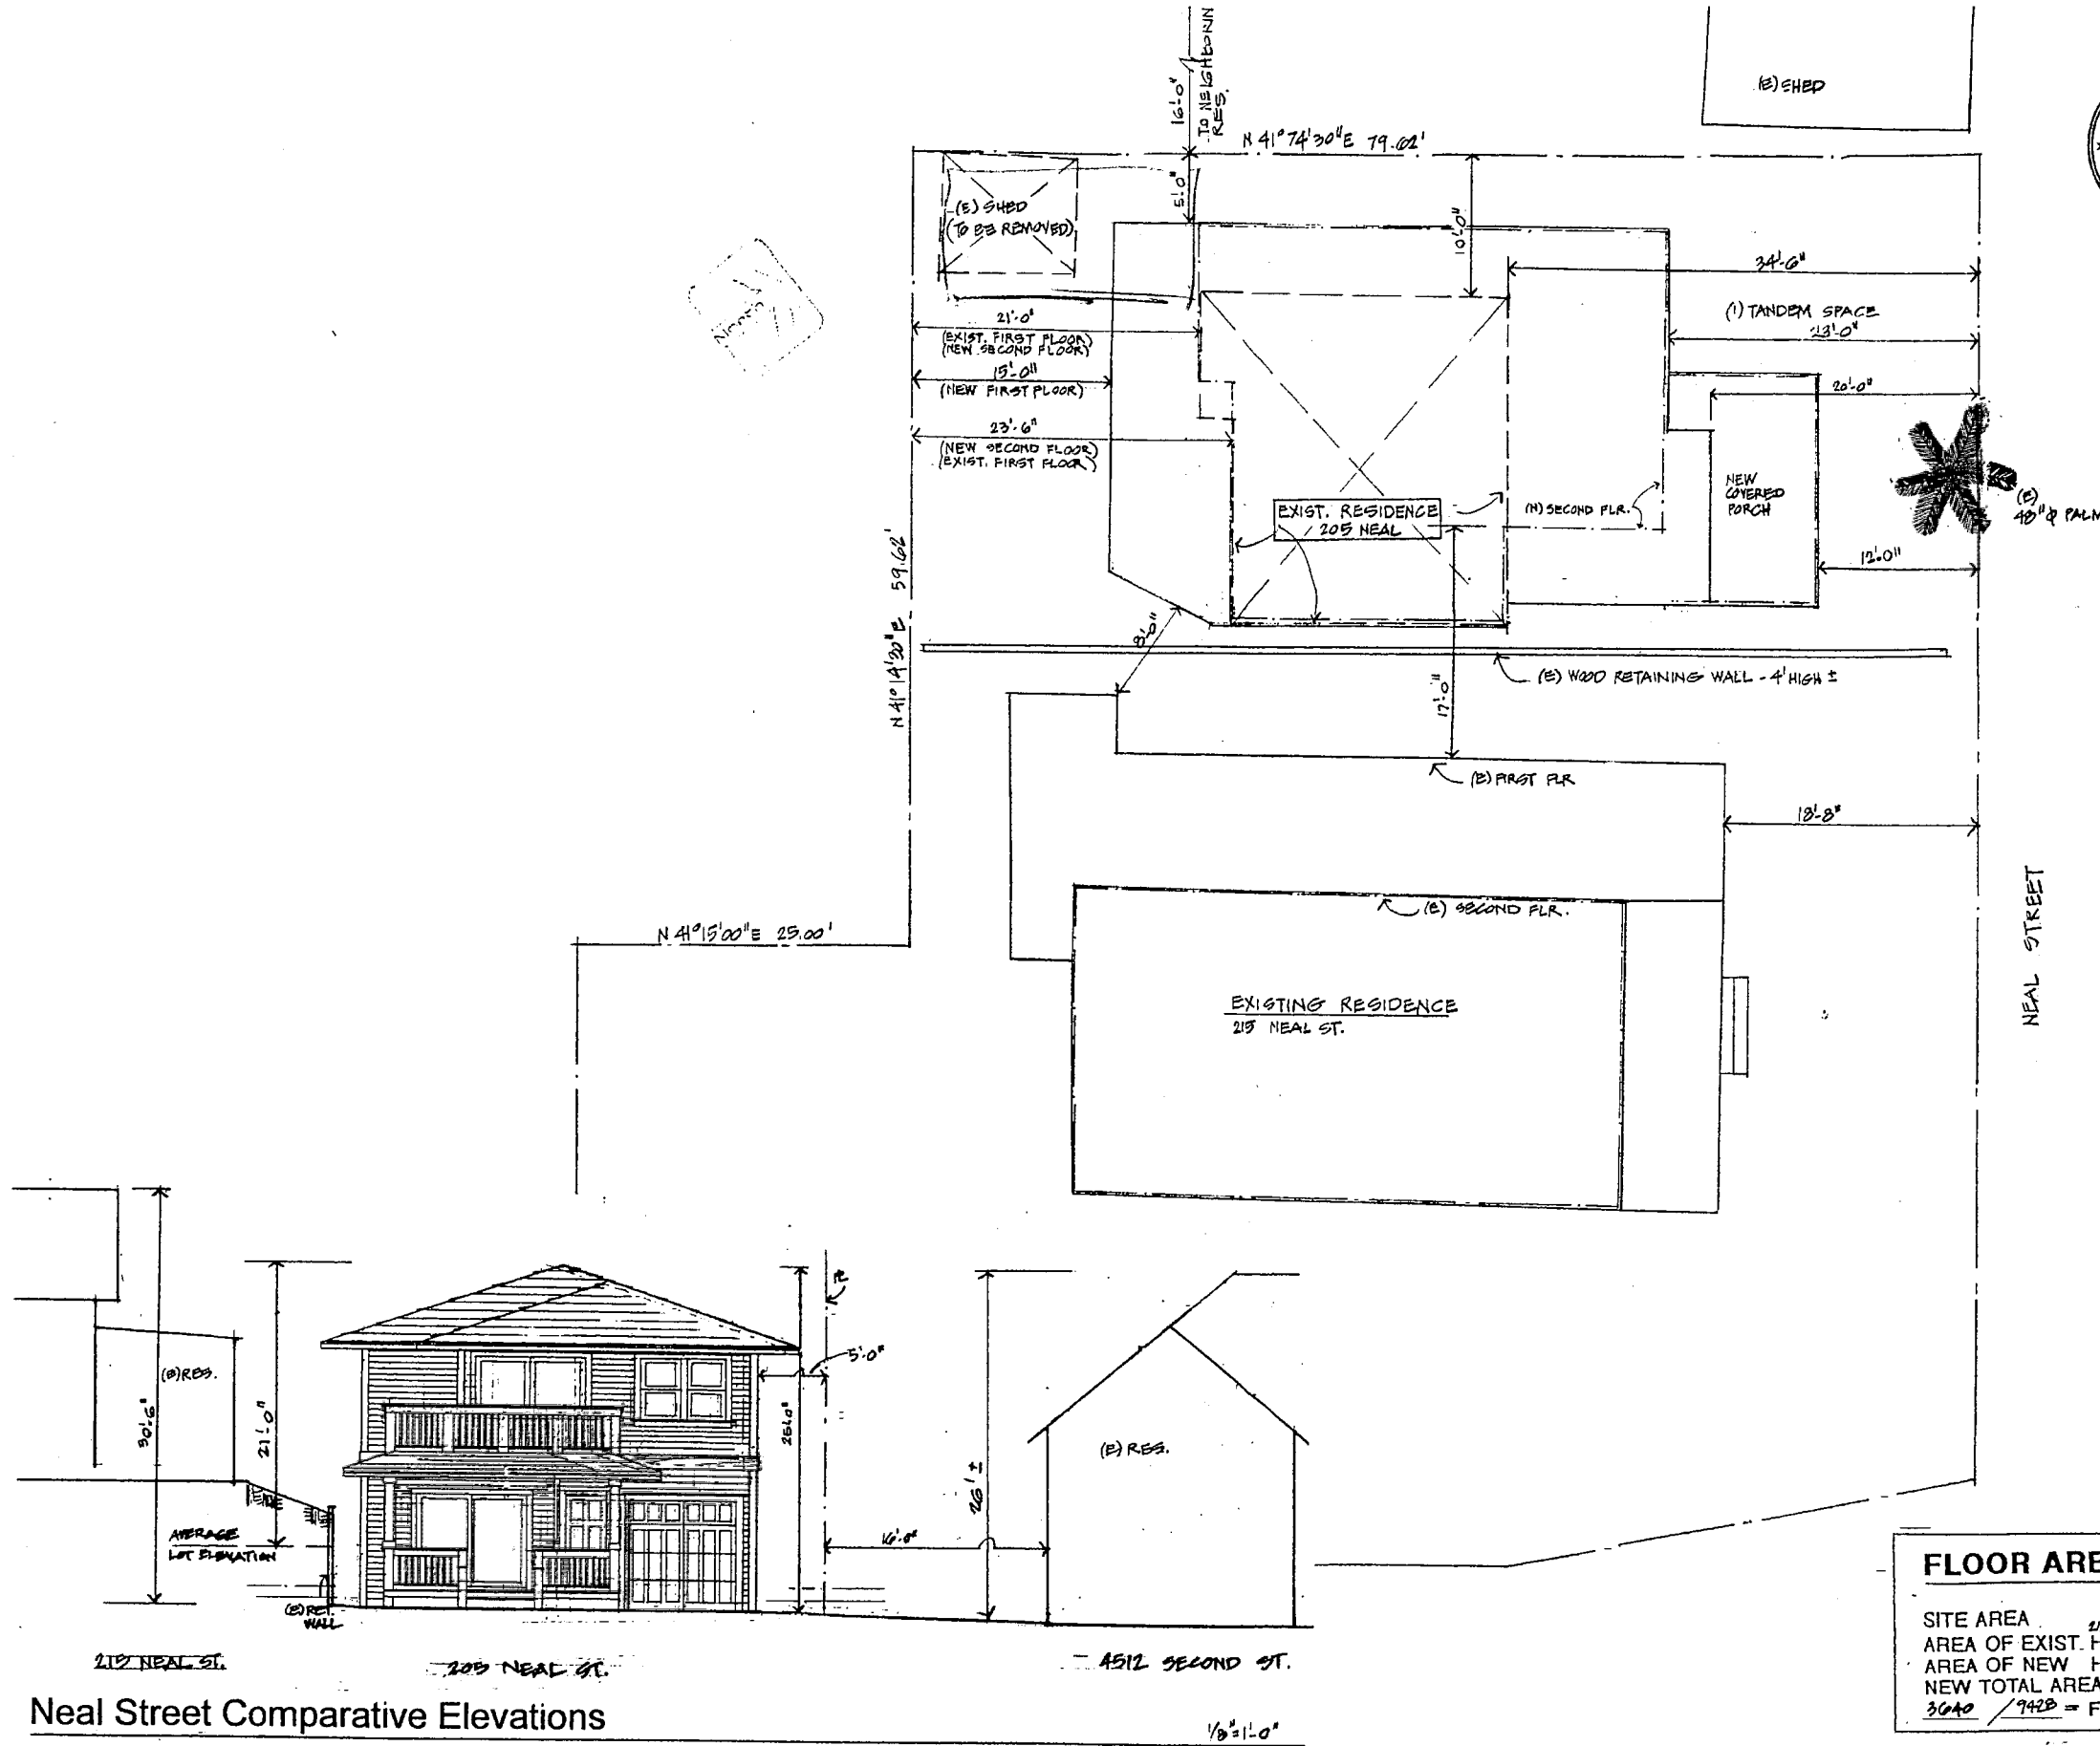 16'-0"
TO NEIGHBORIN
RES.
(E) SHED
N 41°74'30"E 79.62'
5'-0"
(E) SHED
(TO BE REMOVED)
10'-0"
34'-6"
(1) TANDEM SPACE
23'-0"
21'-0"
(EXIST. FIRST FLOOR)
(NEW SECOND FLOOR)
15'-0"
(NEW FIRST FLOOR)
20'-0"
23'-6"
(NEW SECOND FLOOR)
(EXIST. FIRST FLOOR)
EXIST. RESIDENCE
205 NEAL
(N) SECOND FLR.
NEW
COVERED
PORCH
(E)
48"φ PALM
12'-0"
N 41°14'30"E 59.62'
8'-0"
(E) WOOD RETAINING WALL - 4' HIGH ±
17'-0"
(E) FIRST FLR
18'-8"
NEAL STREET
(E) SECOND FLR.
N 41°15'00"E 25.00'
EXISTING RESIDENCE
215 NEAL ST.
(E) RES.
30'-6"
21'-0"
AVERAGE
LOT ELEVATION
(E) RET.
WALL
5'-0"
16'-0"
26' ±
(E) RES.
215 NEAL ST.
205 NEAL ST.
4512 SECOND ST.
Neal Street Comparative Elevations
1/8"=1'-0"
FLOOR ARE
SITE AREA
AREA OF EXIST. H
AREA OF NEW H
NEW TOTAL AREA
3640 / 9428 = F